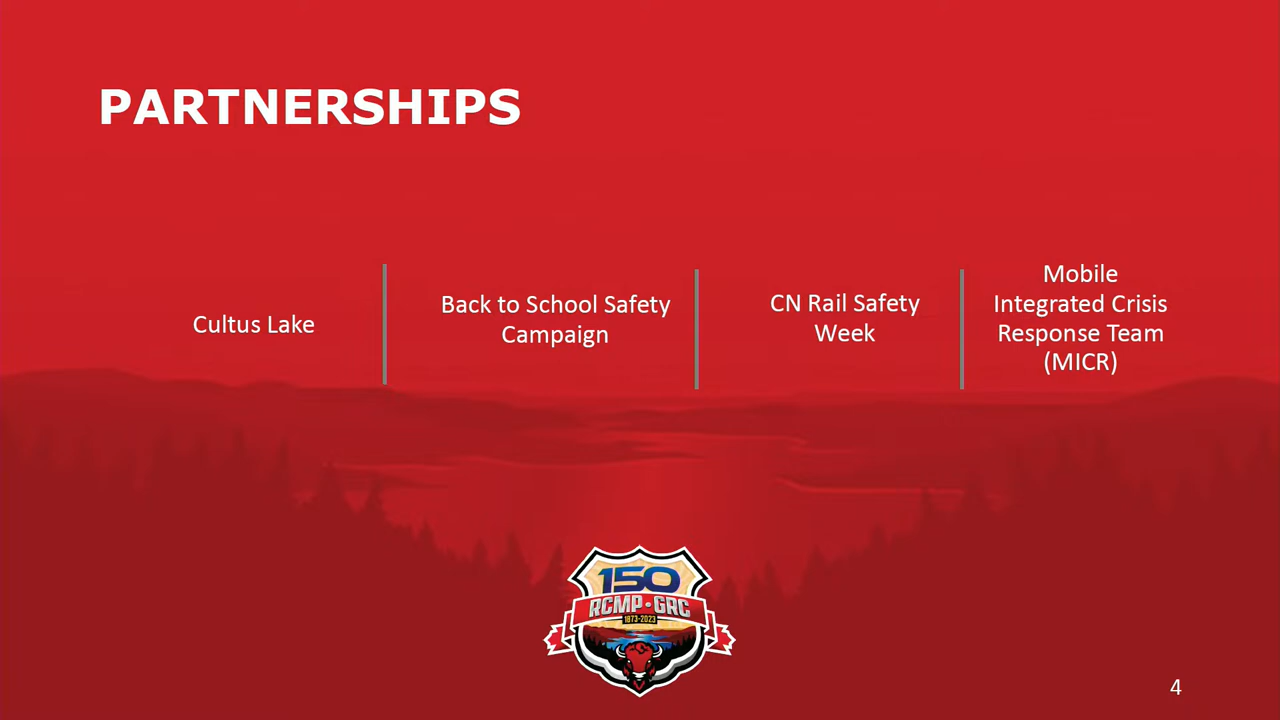 PARTNERSHIPS
Cultus Lake
Back to School Safety
Campaign
CN Rail Safety
Week
Mobile
Integrated Crisis
Response Team
(MICR)
150
RCMP•GRC
1873-2023
4